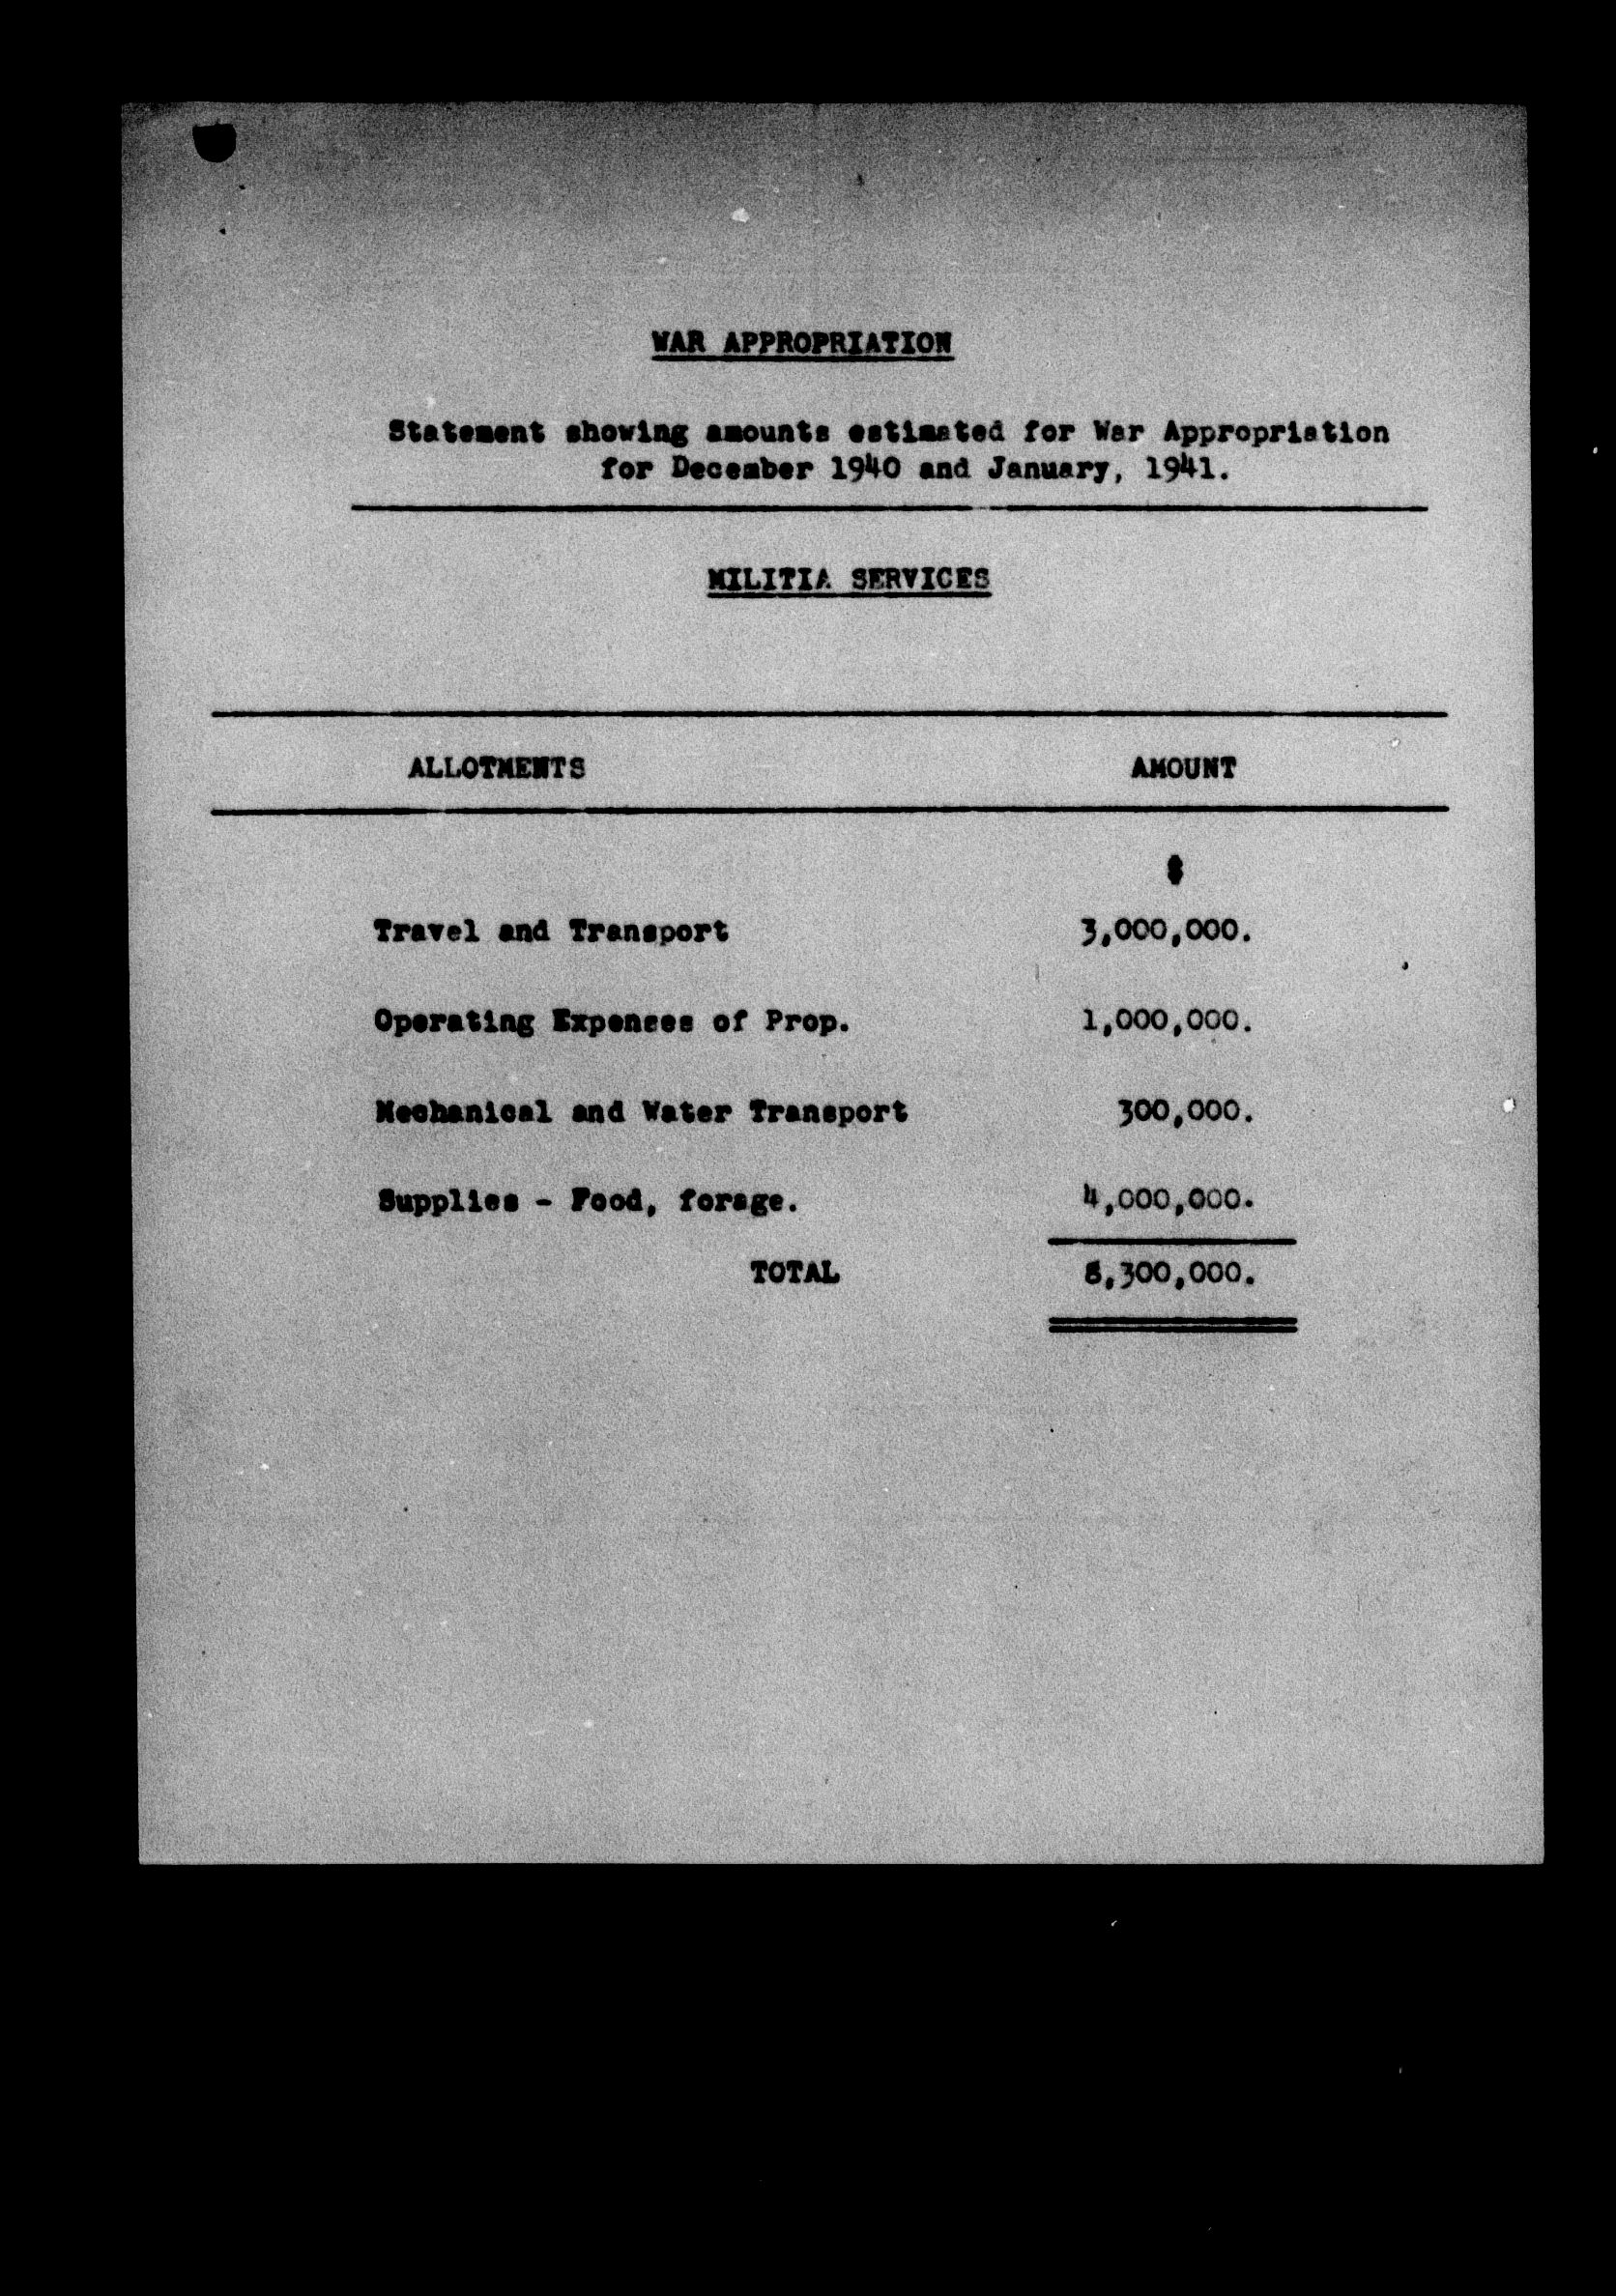 WAR APPROPRIATION
Statement showing amounts estimated for War Appropriation
for December 1940 and January, 1941.
MILITIA SERVICES
ALLOTMENTS AMOUNT
$
Travel and Transport 3,000,000.
Operating Expenses of Prop. 1,000,000.
Mechanical and Water Transport 300,000.
Supplies - Food, forage. 4,000,000.
TOTAL 8,300,000.